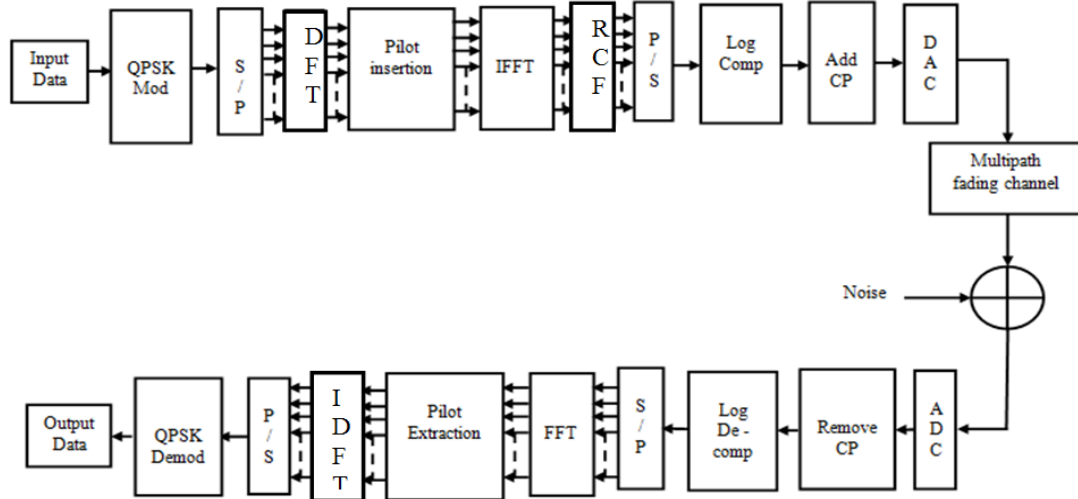 Input
Data
QPSK
Mod
S
/
P
D
F
T
Pilot
insertion
IFFT
R
C
F
P
/
S
Log
Comp
Add
CP
D
A
C
Multipath
fading channel
Noise
A
D
C
Remove
CP
Log
De -
comp
S
/
P
FFT
Pilot
Extraction
I
D
F
T
P
/
S
QPSK
Demod
Output
Data